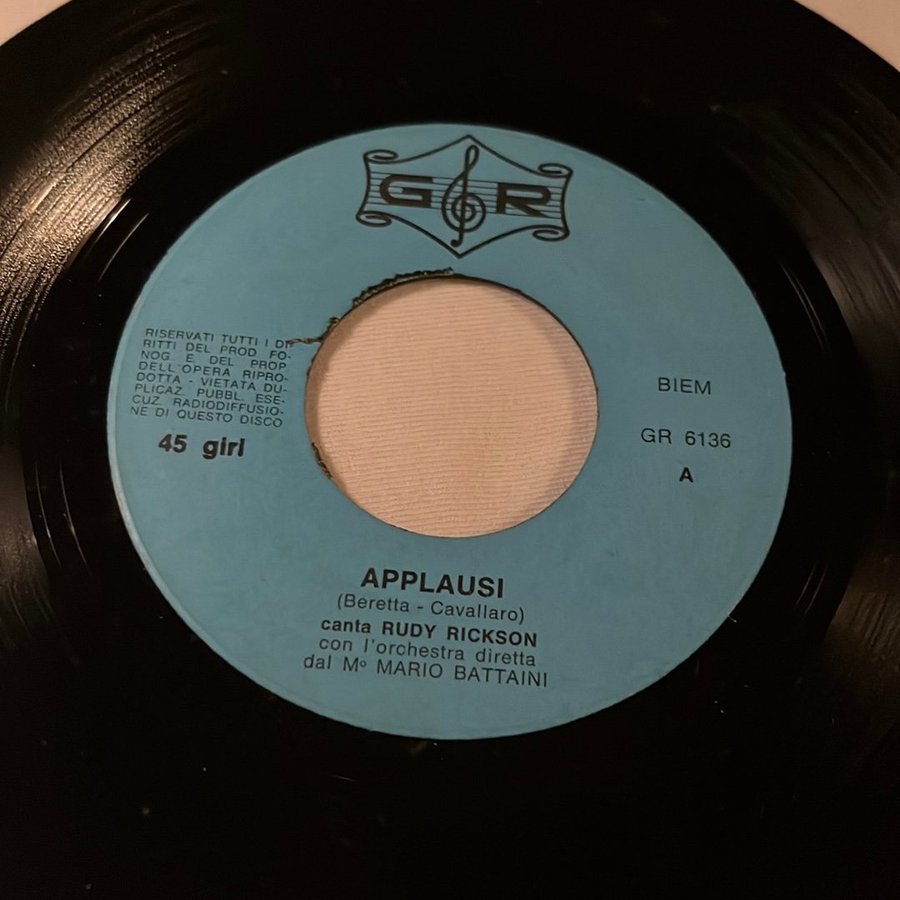 G R
RISERVATI TUTTI I DI-
RITTI DEL PROD FO-
NOG E DEL PROP.
DELL'OPERA RIPRO-
DOTTA - VIETATA DU-
PLICAZ. PUBBL. ESE-
CUZ. RADIODIFFUSIO-
NE DI QUESTO DISCO
45 girl
BIEM
GR 6136
A
APPLAUSI
(Beretta - Cavallaro)
canta RUDY RICKSON
con l'orchestra diretta
dal Mº MARIO BATTAINI